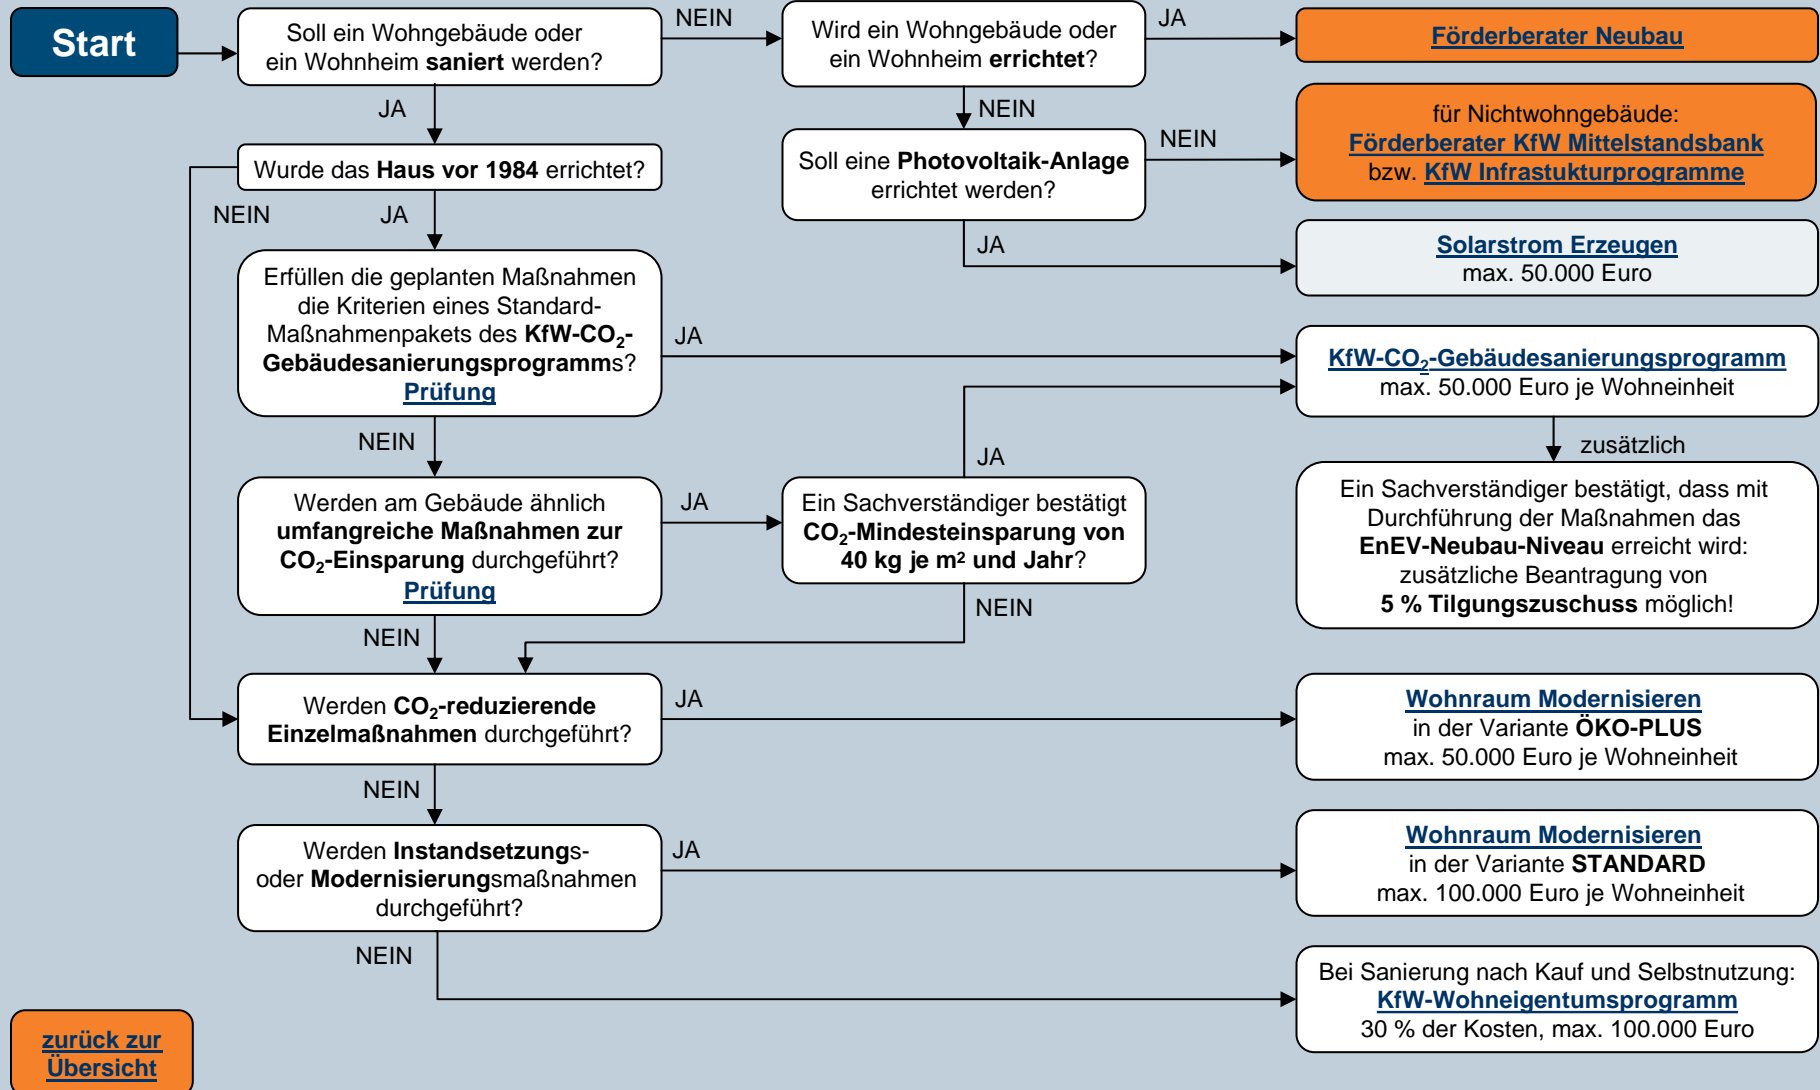 Start
Soll ein Wohngebäude oder
ein Wohnheim saniert werden?
NEIN
Wird ein Wohngebäude oder
ein Wohnheim errichtet?
JA
Förderberater Neubau
JA
NEIN
für Nichtwohngebäude:
Förderberater KfW Mittelstandsbank
bzw. KfW Infrastukturprogramme
Wurde das Haus vor 1984 errichtet?
Soll eine Photovoltaik-Anlage
errichtet werden?
NEIN
NEIN
JA
JA
Solarstrom Erzeugen
max. 50.000 Euro
Erfüllen die geplanten Maßnahmen
die Kriterien eines Standard-
Maßnahmenpakets des KfW-CO₂-
Gebäudesanierungsprogramms?
Prüfung
JA
KfW-CO₂-Gebäudesanierungsprogramm
max. 50.000 Euro je Wohneinheit
NEIN
JA
zusätzlich
Werden am Gebäude ähnlich
umfangreiche Maßnahmen zur
CO₂-Einsparung durchgeführt?
Prüfung
JA
Ein Sachverständiger bestätigt
CO₂-Mindesteinsparung von
40 kg je m² und Jahr?
Ein Sachverständiger bestätigt, dass mit
Durchführung der Maßnahmen das
EnEV-Neubau-Niveau erreicht wird:
zusätzliche Beantragung von
5 % Tilgungszuschuss möglich!
NEIN
NEIN
Werden CO₂-reduzierende
Einzelmaßnahmen durchgeführt?
JA
Wohnraum Modernisieren
in der Variante ÖKO-PLUS
max. 50.000 Euro je Wohneinheit
NEIN
Werden Instandsetzungs-
oder Modernisierungsmaßnahmen
durchgeführt?
JA
Wohnraum Modernisieren
in der Variante STANDARD
max. 100.000 Euro je Wohneinheit
NEIN
Bei Sanierung nach Kauf und Selbstnutzung:
KfW-Wohneigentumsprogramm
30 % der Kosten, max. 100.000 Euro
zurück zur
Übersicht